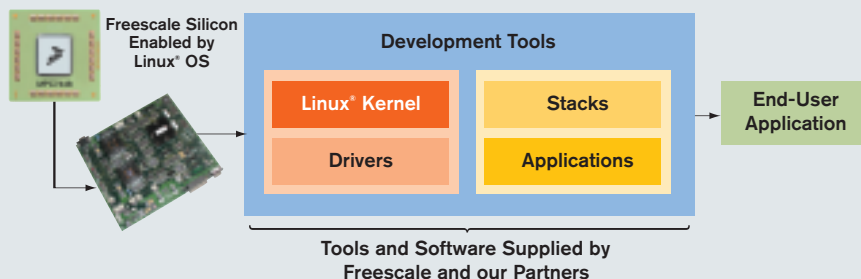 Freescale Silicon
Enabled by
Linux® OS
Development Tools
Linux® Kernel
Drivers
Stacks
Applications
End-User
Application
Tools and Software Supplied by
Freescale and our Partners